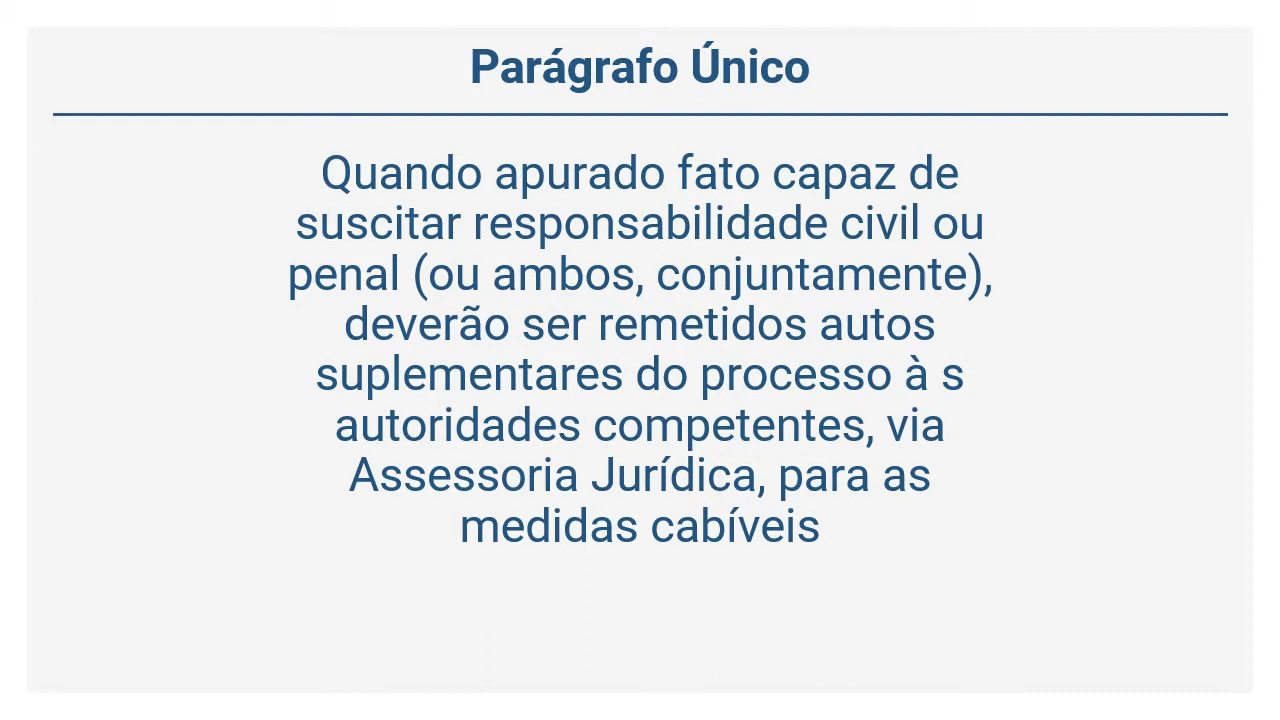 Parágrafo Único
Quando apurado fato capaz de
suscitar responsabilidade civil ou
penal (ou ambos, conjuntamente),
deverão ser remetidos autos
suplementares do processo à s
autoridades competentes, via
Assessoria Jurídica, para as
medidas cabíveis